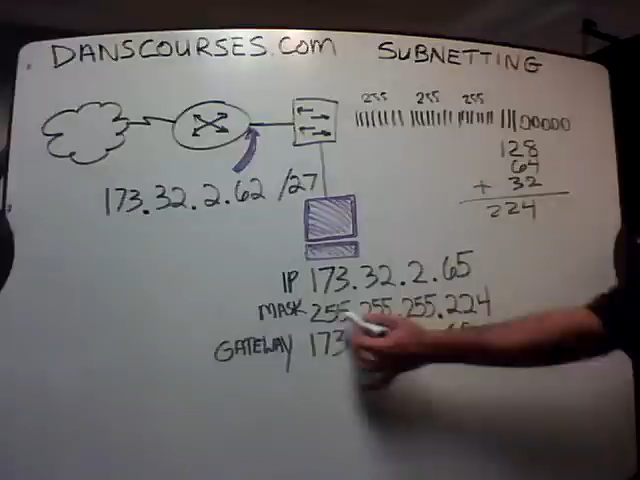 DANSCOURSES.COM SUBNETTING
255 255 255
||||||||  ||||||||  ||||||||  |||00000
128
64
+ 32
224
173.32.2.62 /27
IP 173.32.2.65
MASK 255.255.255.224
GATEWAY 173